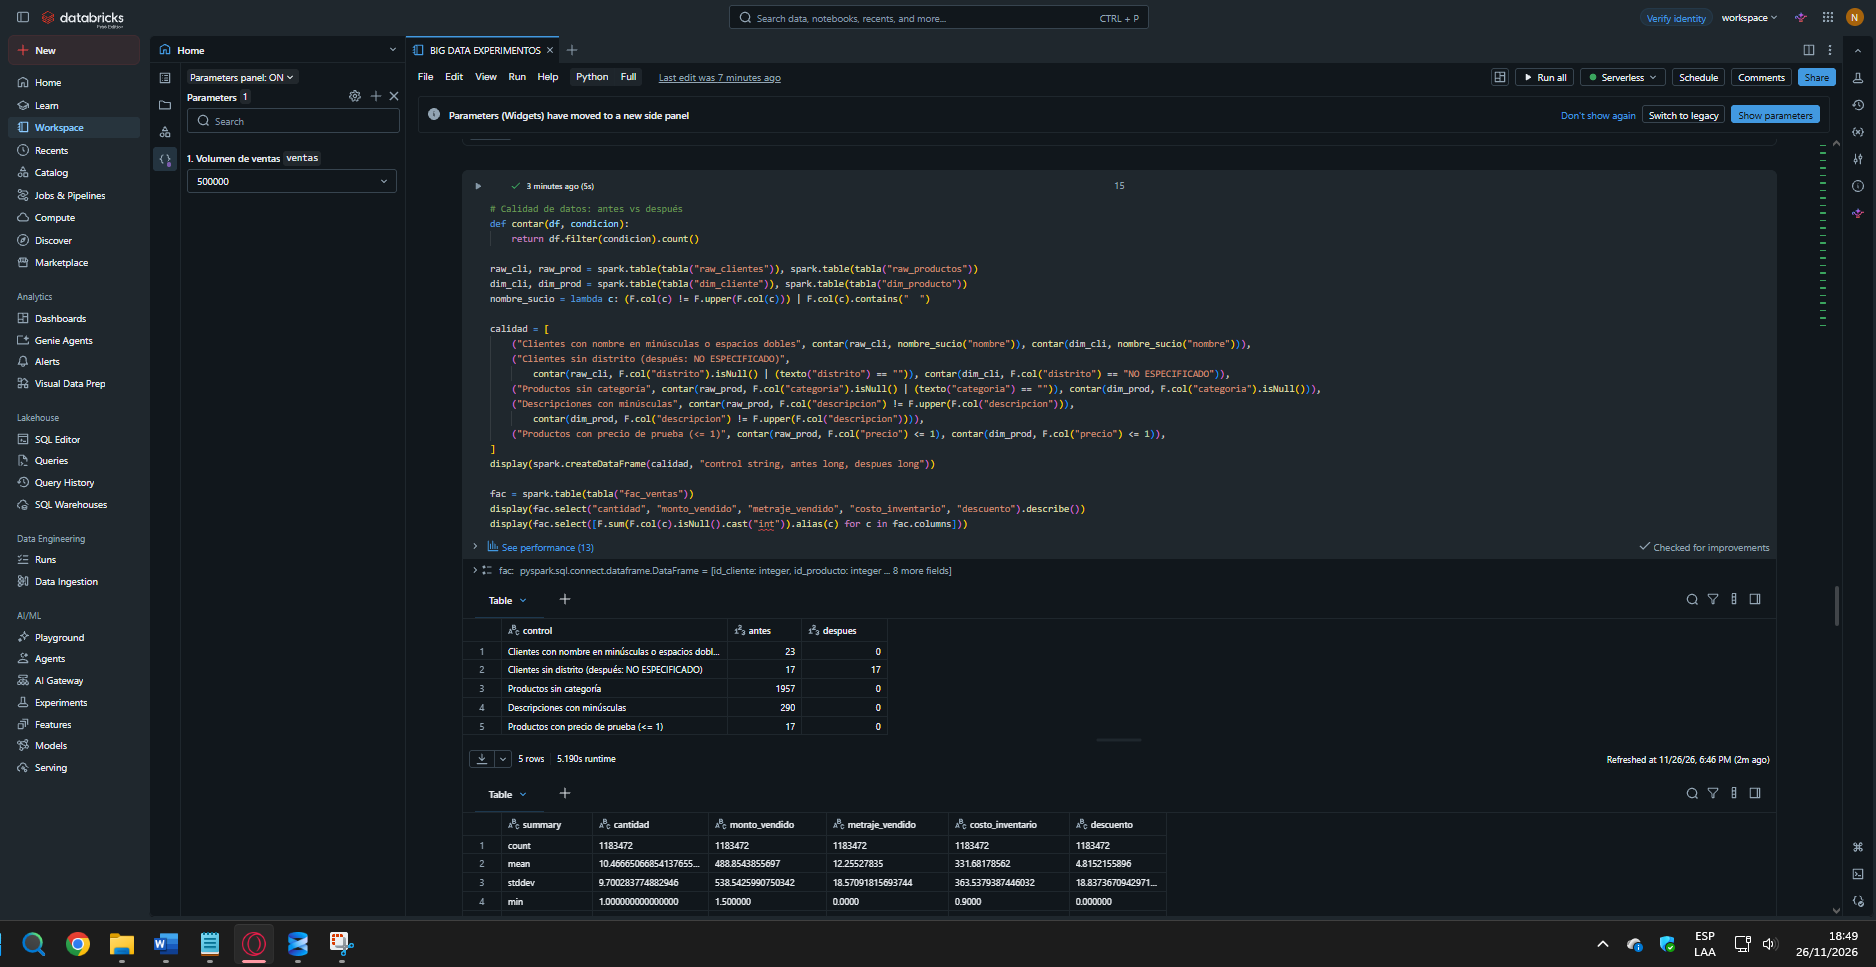 databricks
Free Edition
Search data, notebooks, recents, and more...
CTRL + P
Verify identity
workspace
N
New
Home
Learn
Workspace
Recents
Catalog
Jobs & Pipelines
Compute
Discover
Marketplace
Analytics
Dashboards
Genie Agents
Alerts
Visual Data Prep
Lakehouse
SQL Editor
Queries
Query History
SQL Warehouses
Data Engineering
Runs
Data Ingestion
AI/ML
Playground
Agents
AI Gateway
Experiments
Features
Models
Serving
Home
Parameters panel: ON
Parameters 1
Search
1. Volumen de ventas ventas
500000
BIG DATA EXPERIMENTOS
File Edit View Run Help Python Full Last edit was 7 minutes ago
Run all Serverless Schedule Comments Share
Parameters (Widgets) have moved to a new side panel
Don't show again Switch to legacy Show parameters
3 minutes ago (5s)
15
# Calidad de datos: antes vs después
def contar(df, condicion):
    return df.filter(condicion).count()
raw_cli, raw_prod = spark.table(tabla("raw_clientes")), spark.table(tabla("raw_productos"))
dim_cli, dim_prod = spark.table(tabla("dim_cliente")), spark.table(tabla("dim_producto"))
nombre_sucio = lambda c: (F.col(c) != F.upper(F.col(c))) | F.col(c).contains("  ")
calidad = [
    ("Clientes con nombre en minúsculas o espacios dobles", contar(raw_cli, nombre_sucio("nombre")), contar(dim_cli, nombre_sucio("nombre"))),
    ("Clientes sin distrito (después: NO ESPECIFICADO)",
        contar(raw_cli, F.col("distrito").isNull() | (texto("distrito") == "")), contar(dim_cli, F.col("distrito") == "NO ESPECIFICADO")),
    ("Productos sin categoría", contar(raw_prod, F.col("categoria").isNull() | (texto("categoria") == "")), contar(dim_prod, F.col("categoria").isNull())),
    ("Descripciones con minúsculas", contar(raw_prod, F.col("descripcion") != F.upper(F.col("descripcion"))),
        contar(dim_prod, F.col("descripcion") != F.upper(F.col("descripcion")))),
    ("Productos con precio de prueba (<= 1)", contar(raw_prod, F.col("precio") <= 1), contar(dim_prod, F.col("precio") <= 1)),
]
display(spark.createDataFrame(calidad, "control string, antes long, despues long"))
fac = spark.table(tabla("fac_ventas"))
display(fac.select("cantidad", "monto_vendido", "metraje_vendido", "costo_inventario", "descuento").describe())
display(fac.select([F.sum(F.col(c).isNull().cast("int")).alias(c) for c in fac.columns]))
See performance (13)
Checked for improvements
fac: pyspark.sql.connect.dataframe.DataFrame = [id_cliente: integer, id_producto: integer ... 8 more fields]
Table
control antes despues
1 Clientes con nombre en minúsculas o espacios dobl... 23 0
2 Clientes sin distrito (después: NO ESPECIFICADO) 17 17
3 Productos sin categoría 1957 0
4 Descripciones con minúsculas 290 0
5 Productos con precio de prueba (<= 1) 17 0
5 rows 5.190s runtime
Refreshed at 11/26/26, 6:46 PM (2m ago)
Table
summary cantidad monto_vendido metraje_vendido costo_inventario descuento
1 count 1183472 1183472 1183472 1183472 1183472
2 mean 10.46665066854137655... 488.8543855697 12.25527835 331.68178562 4.8152155896
3 stddev 9.700283774882946 538.5425990750342 18.57091815693744 363.5379387446032 18.8373670942971...
4 min 1.000000000000000 1.500000 0.0000 0.9000 0.000000
ESP
LAA
18:49
26/11/2026